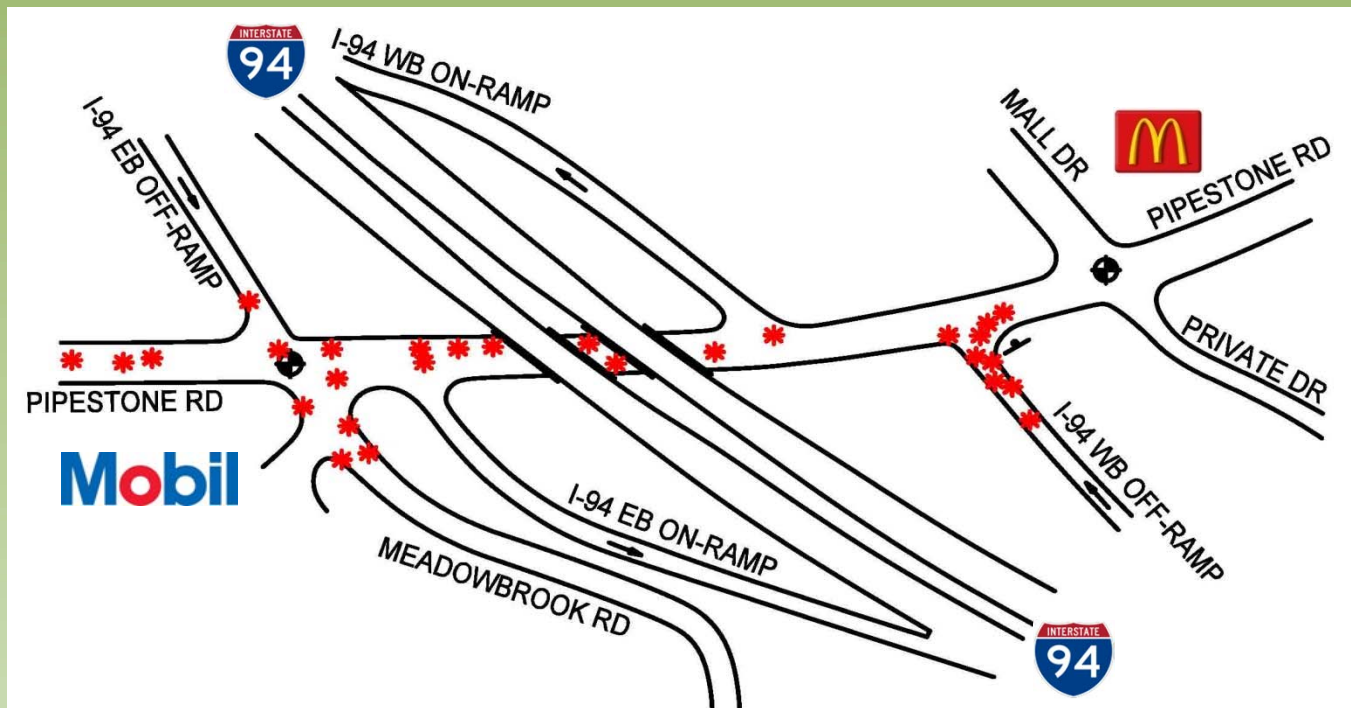 INTERSTATE
94
I-94 WB ON-RAMP
I-94 EB OFF-RAMP
MALL DR
M
PIPESTONE RD
PRIVATE DR
PIPESTONE RD
Mobil
I-94 WB OFF-RAMP
I-94 EB ON-RAMP
MEADOWBROOK RD
INTERSTATE
94